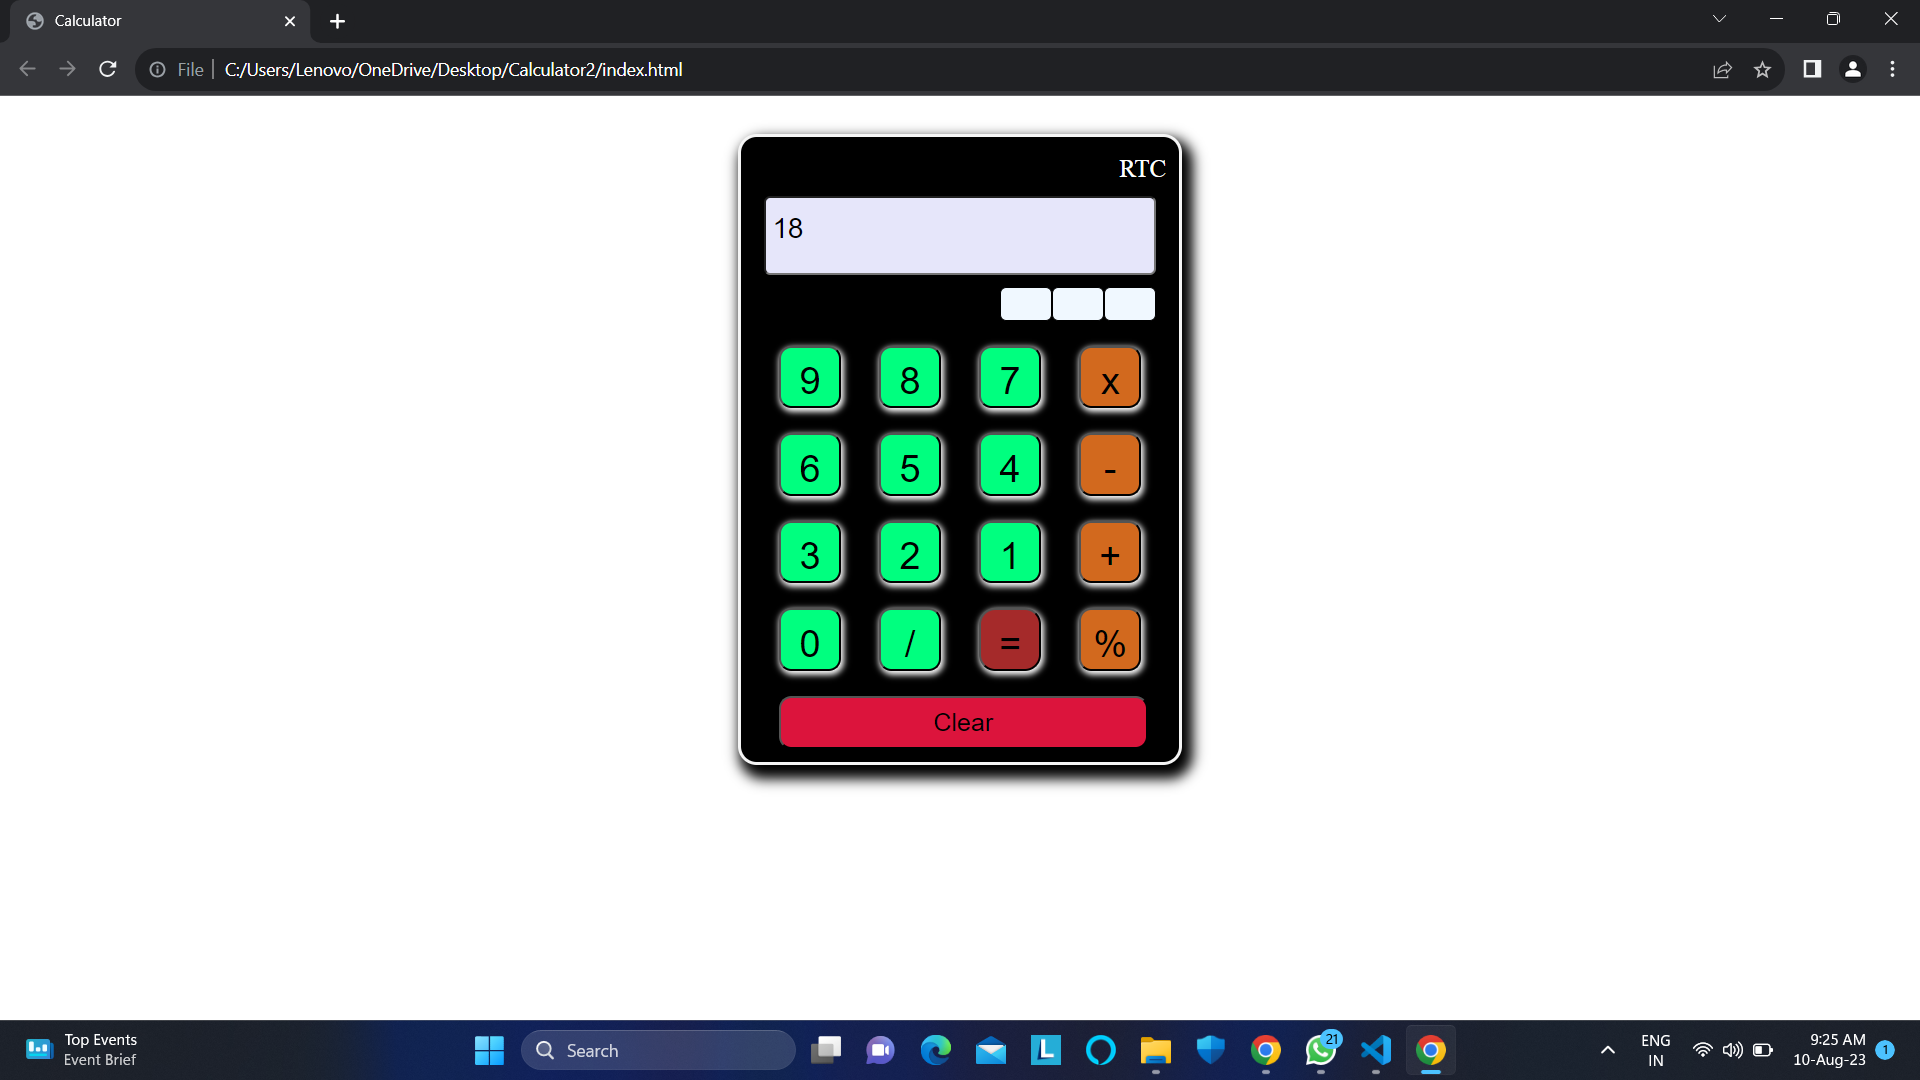 Calculator
File
C:/Users/Lenovo/OneDrive/Desktop/Calculator2/index.html
RTC
18
9 8 7 x
6 5 4 -
3 2 1 +
0 / = %
Clear
Top Events
Event Brief
Search
L
21
ENG
IN
9:25 AM
10-Aug-23
1